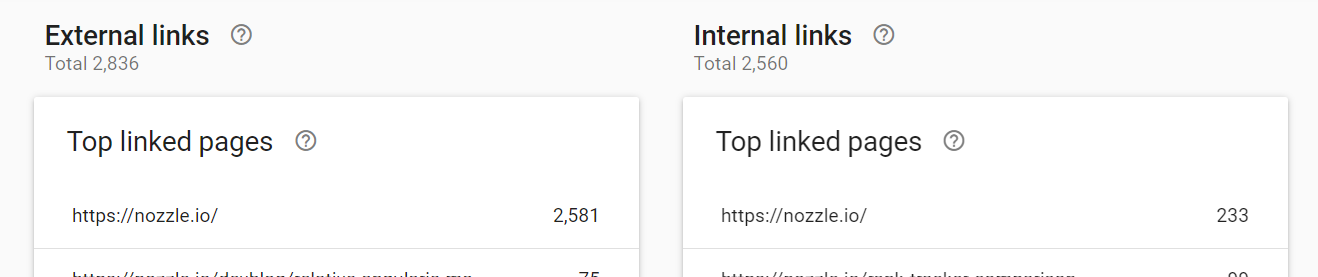 External links
Total 2,836
Top linked pages
https://nozzle.io/ 2,581
Internal links
Total 2,560
Top linked pages
https://nozzle.io/ 233